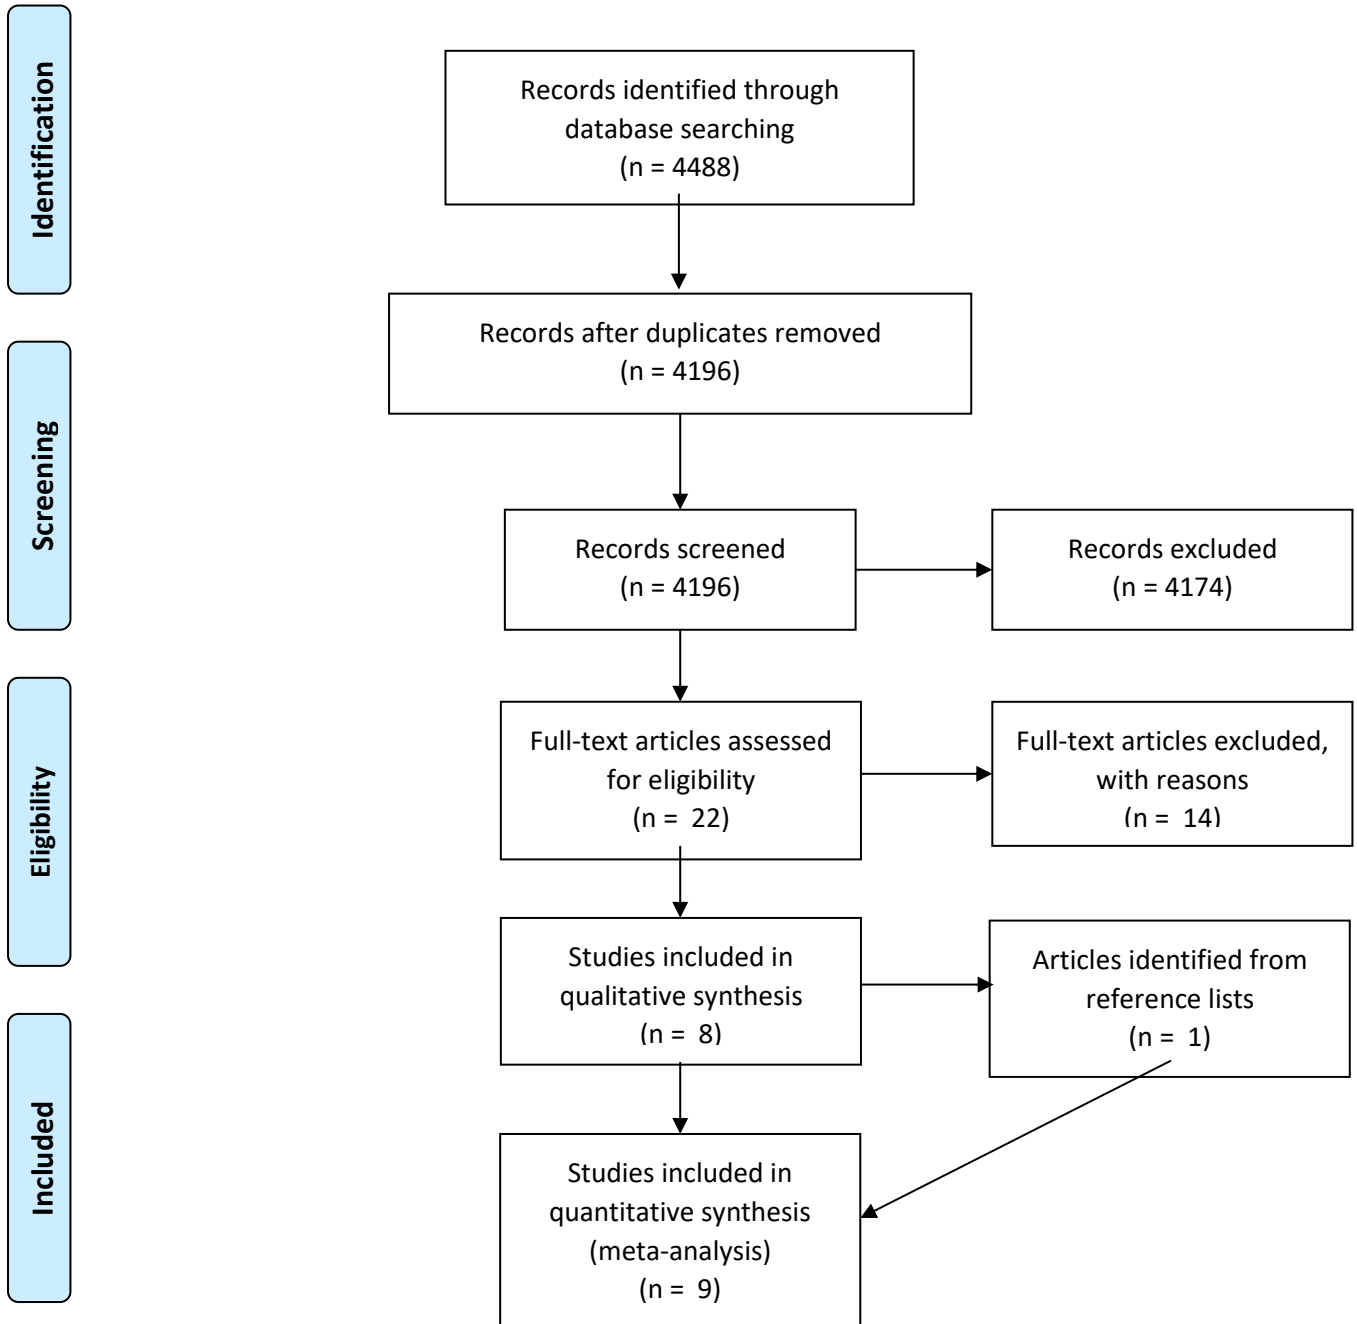 Identification
Records identified through
database searching
(n = 4488)
Records after duplicates removed
(n = 4196)
Screening
Records screened
(n = 4196)
Records excluded
(n = 4174)
Eligibility
Full-text articles assessed
for eligibility
(n = 22)
Full-text articles excluded,
with reasons
(n = 14)
Studies included in
qualitative synthesis
(n = 8)
Articles identified from
reference lists
(n = 1)
Included
Studies included in
quantitative synthesis
(meta-analysis)
(n = 9)